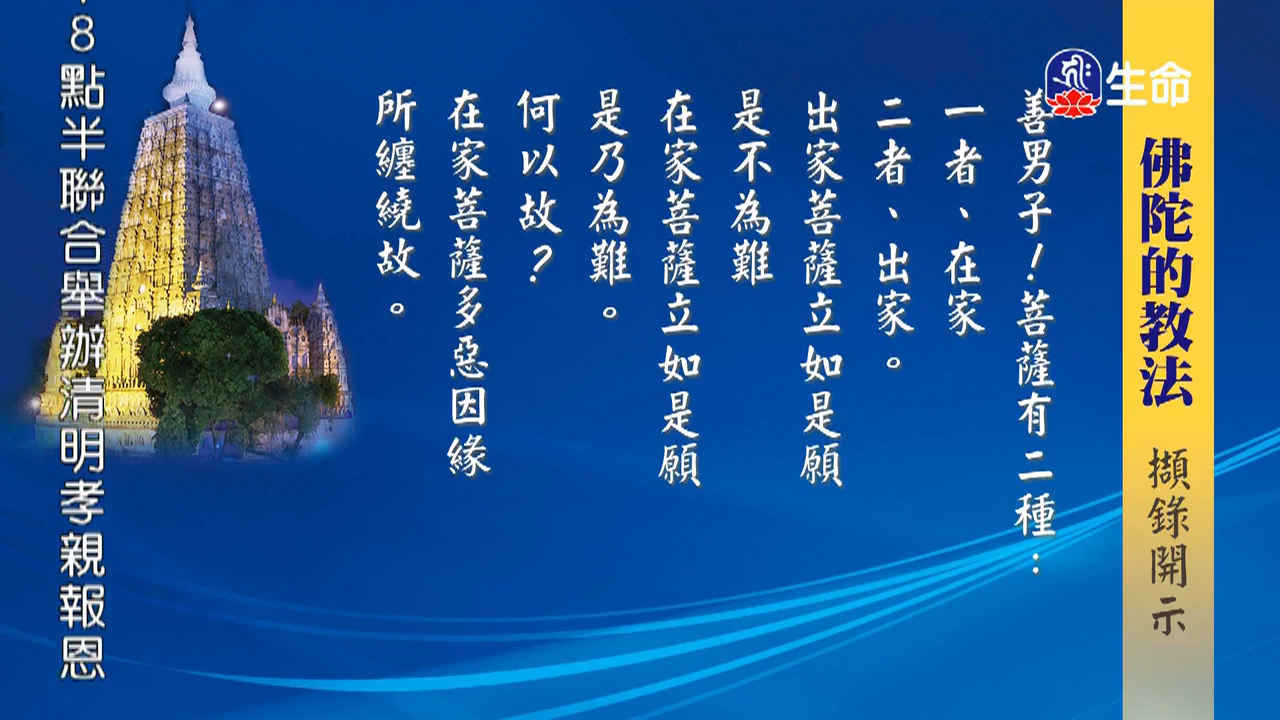 生命
佛陀的教法
擷錄開示
善男子！菩薩有二種…
一者、在家
二者、出家。
出家菩薩立如是願
是不為難
在家菩薩立如是願
是乃為難。
何以故？
在家菩薩多惡因緣
所纏繞故。
8點半聯合舉辦清明孝親報恩